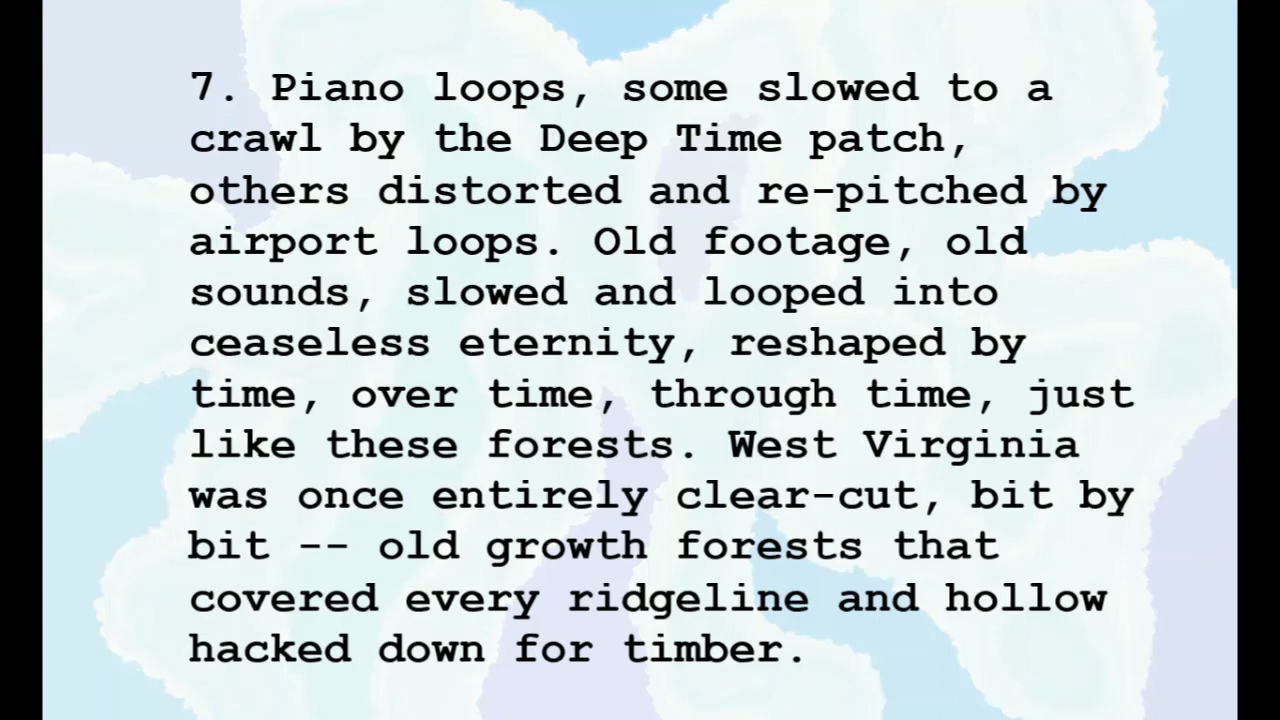 7. Piano loops, some slowed to a
crawl by the Deep Time patch,
others distorted and re-pitched by
airport loops. Old footage, old
sounds, slowed and looped into
ceaseless eternity, reshaped by
time, over time, through time, just
like these forests. West Virginia
was once entirely clear-cut, bit by
bit -- old growth forests that
covered every ridgeline and hollow
hacked down for timber.